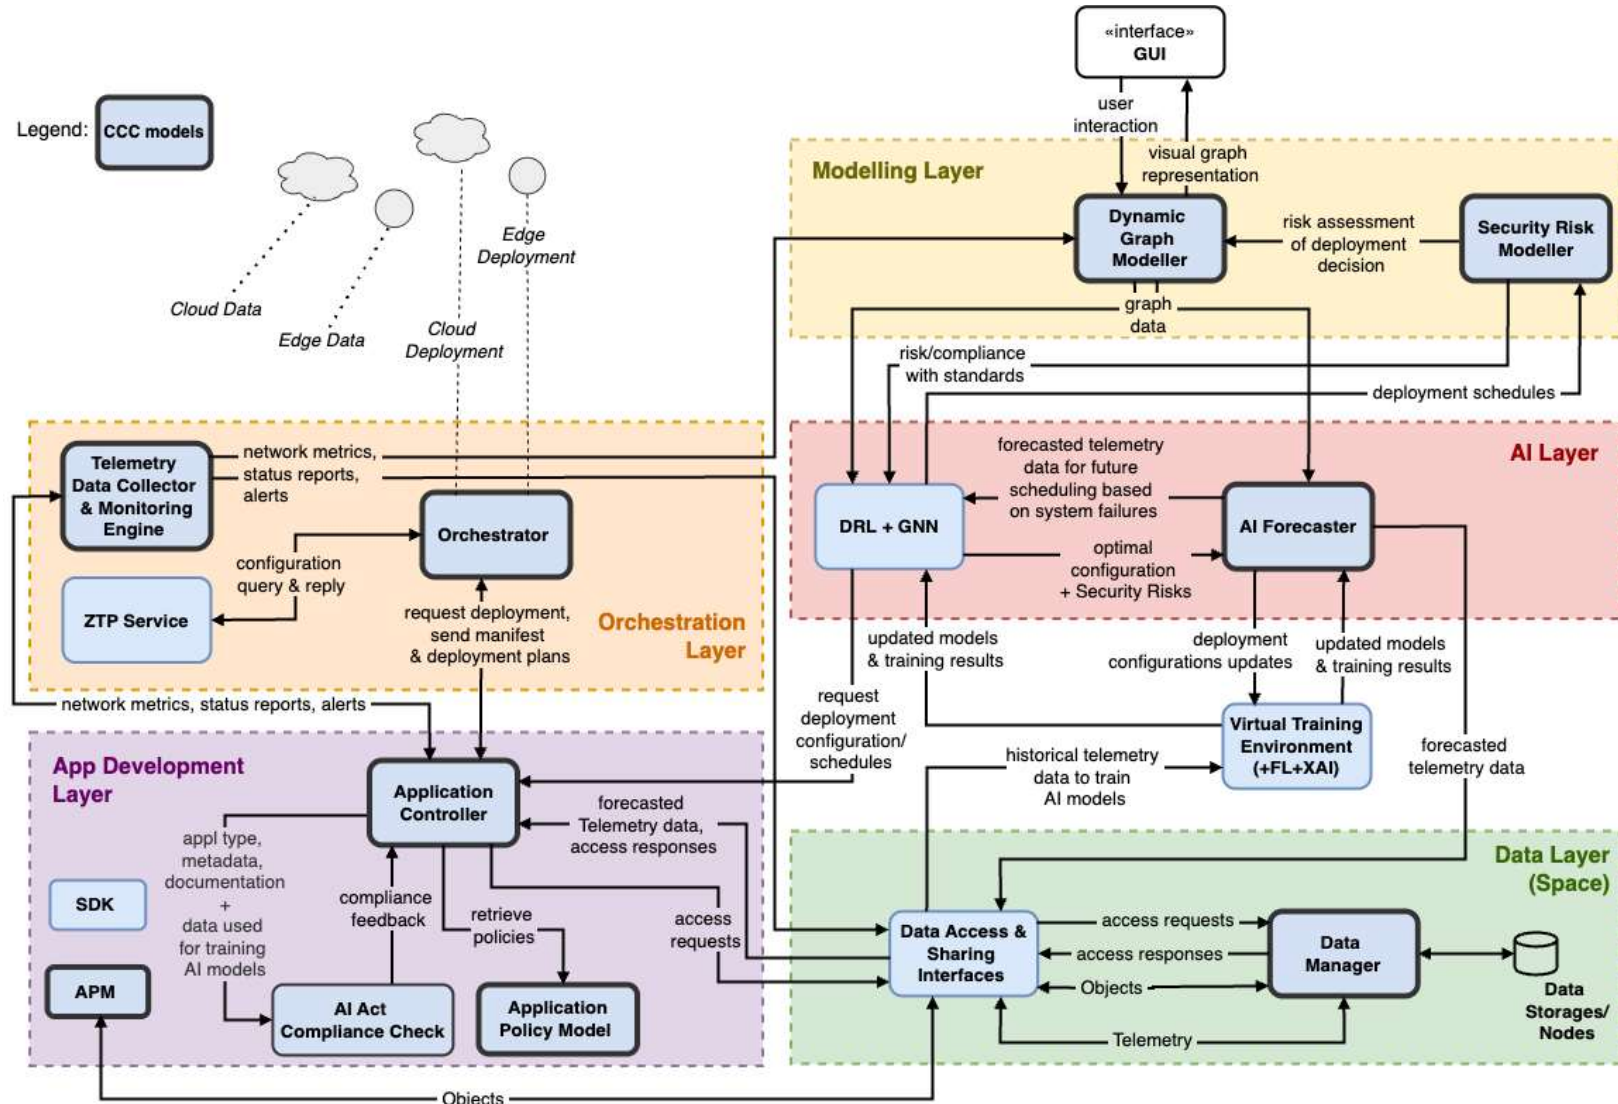 «interface»
GUI
Legend:
CCC models
user
interaction
visual graph
representation
Modelling Layer
Dynamic
Graph
Modeller
risk assessment
of deployment
decision
Security Risk
Modeller
graph
data
Edge
Deployment
Cloud Data
Edge Data
Cloud
Deployment
risk/compliance
with standards
deployment schedules
Telemetry
Data Collector
& Monitoring
Engine
network metrics,
status reports,
alerts
Orchestrator
configuration
query & reply
ZTP Service
request deployment,
send manifest
& deployment plans
Orchestration
Layer
AI Layer
forecasted telemetry
data for future
scheduling based
on system failures
DRL + GNN
AI Forecaster
optimal
configuration
+ Security Risks
updated models
& training results
deployment
configurations updates
updated models
& training results
network metrics, status reports, alerts
request
deployment
configuration/
schedules
Virtual Training
Environment
(+FL+XAI)
historical telemetry
data to train
AI models
forecasted
telemetry data
App Development
Layer
Application
Controller
forecasted
Telemetry data,
access responses
appl type,
metadata,
documentation
+
data used
for training
AI models
SDK
compliance
feedback
retrieve
policies
access
requests
APM
AI Act
Compliance Check
Application
Policy Model
Data Layer
(Space)
Data Access &
Sharing
Interfaces
access requests
access responses
Objects
Data
Manager
Telemetry
Data
Storages/
Nodes
Objects